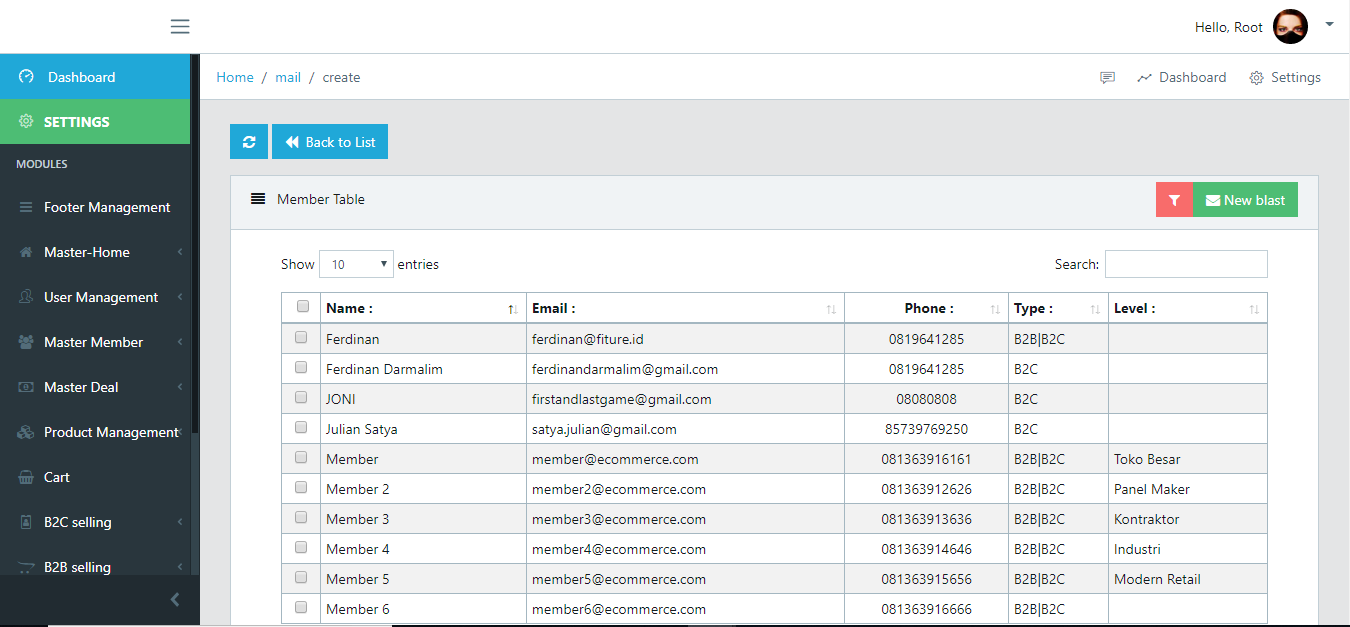 Hello, Root
Dashboard
SETTINGS
MODULES
Footer Management
Master-Home
User Management
Master Member
Master Deal
Product Management
Cart
B2C selling
B2B selling
Home / mail / create
Dashboard
Settings
Back to List
Member Table
New blast
Show 10 entries
Search:
Name : Email : Phone : Type : Level :
Ferdinan ferdinan@fiture.id 0819641285 B2B|B2C
Ferdinan Darmalim ferdinandarmalim@gmail.com 0819641285 B2C
JONI firstandlastgame@gmail.com 08080808 B2C
Julian Satya satya.julian@gmail.com 85739769250 B2C
Member member@ecommerce.com 081363916161 B2B|B2C Toko Besar
Member 2 member2@ecommerce.com 081363912626 B2B|B2C Panel Maker
Member 3 member3@ecommerce.com 081363913636 B2B|B2C Kontraktor
Member 4 member4@ecommerce.com 081363914646 B2B|B2C Industri
Member 5 member5@ecommerce.com 081363915656 B2B|B2C Modern Retail
Member 6 member6@ecommerce.com 081363916666 B2B|B2C